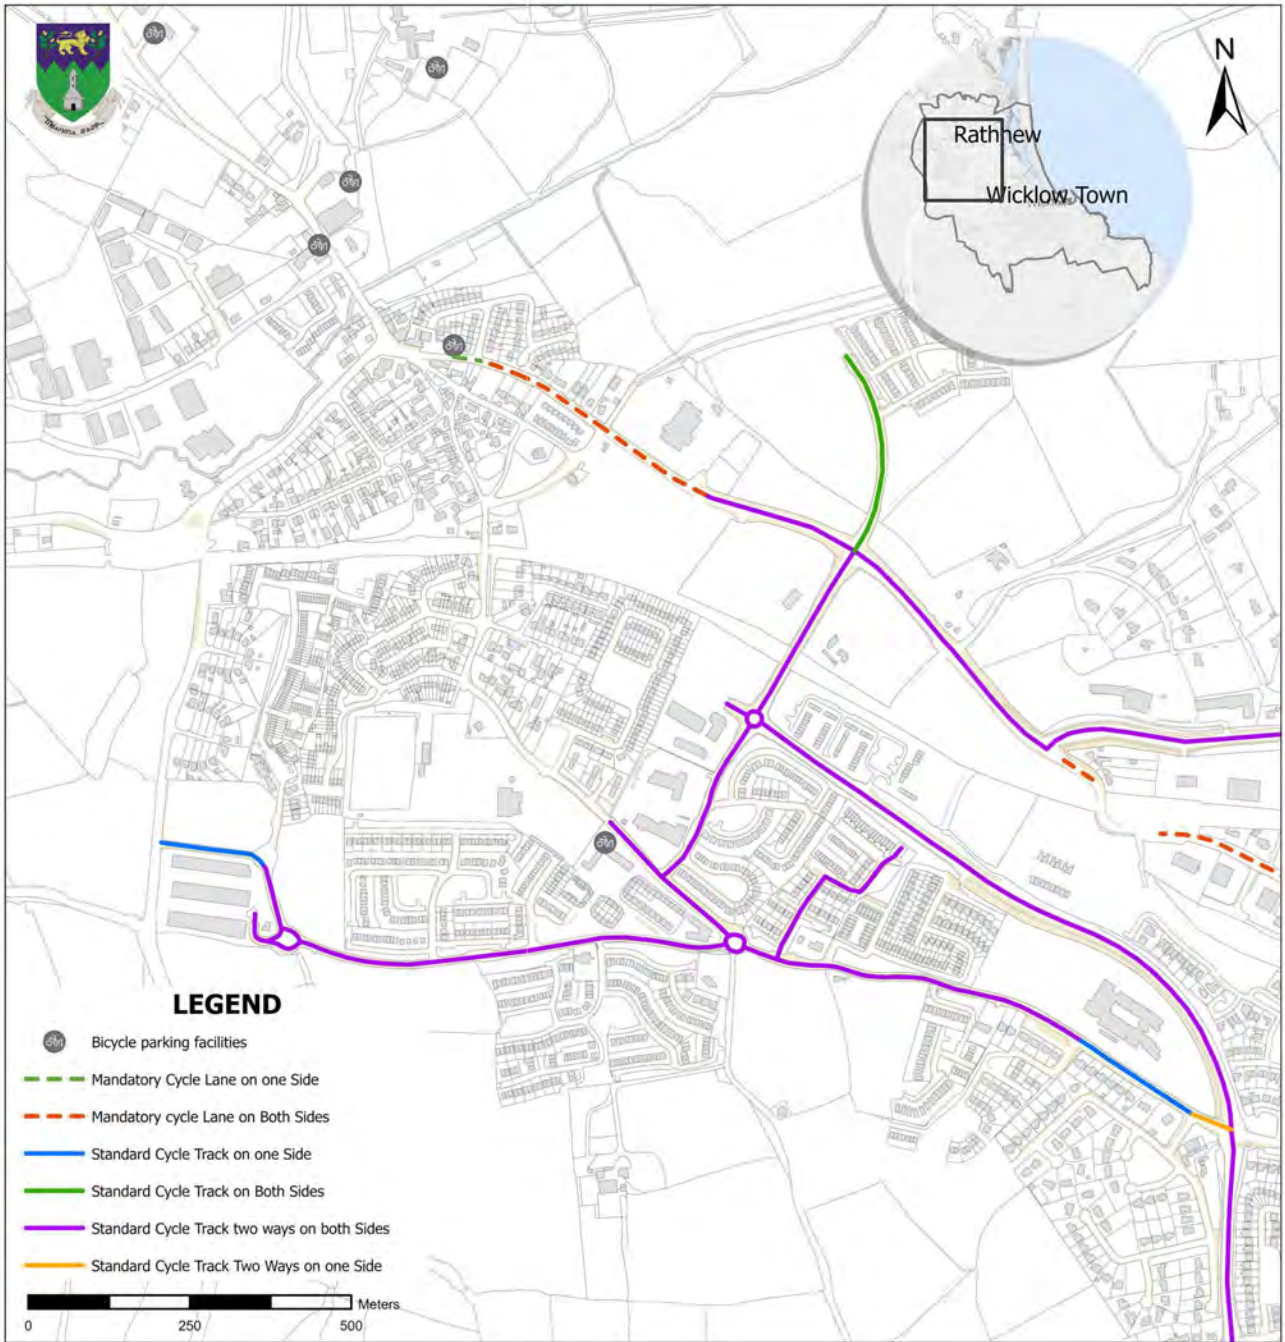 N
Rathnew
Wicklow Town
LEGEND
Bicycle parking facilities
Mandatory Cycle Lane on one Side
Mandatory cycle Lane on Both Sides
Standard Cycle Track on one Side
Standard Cycle Track on Both Sides
Standard Cycle Track two ways on both Sides
Standard Cycle Track Two Ways on one Side
Meters
0 250 500